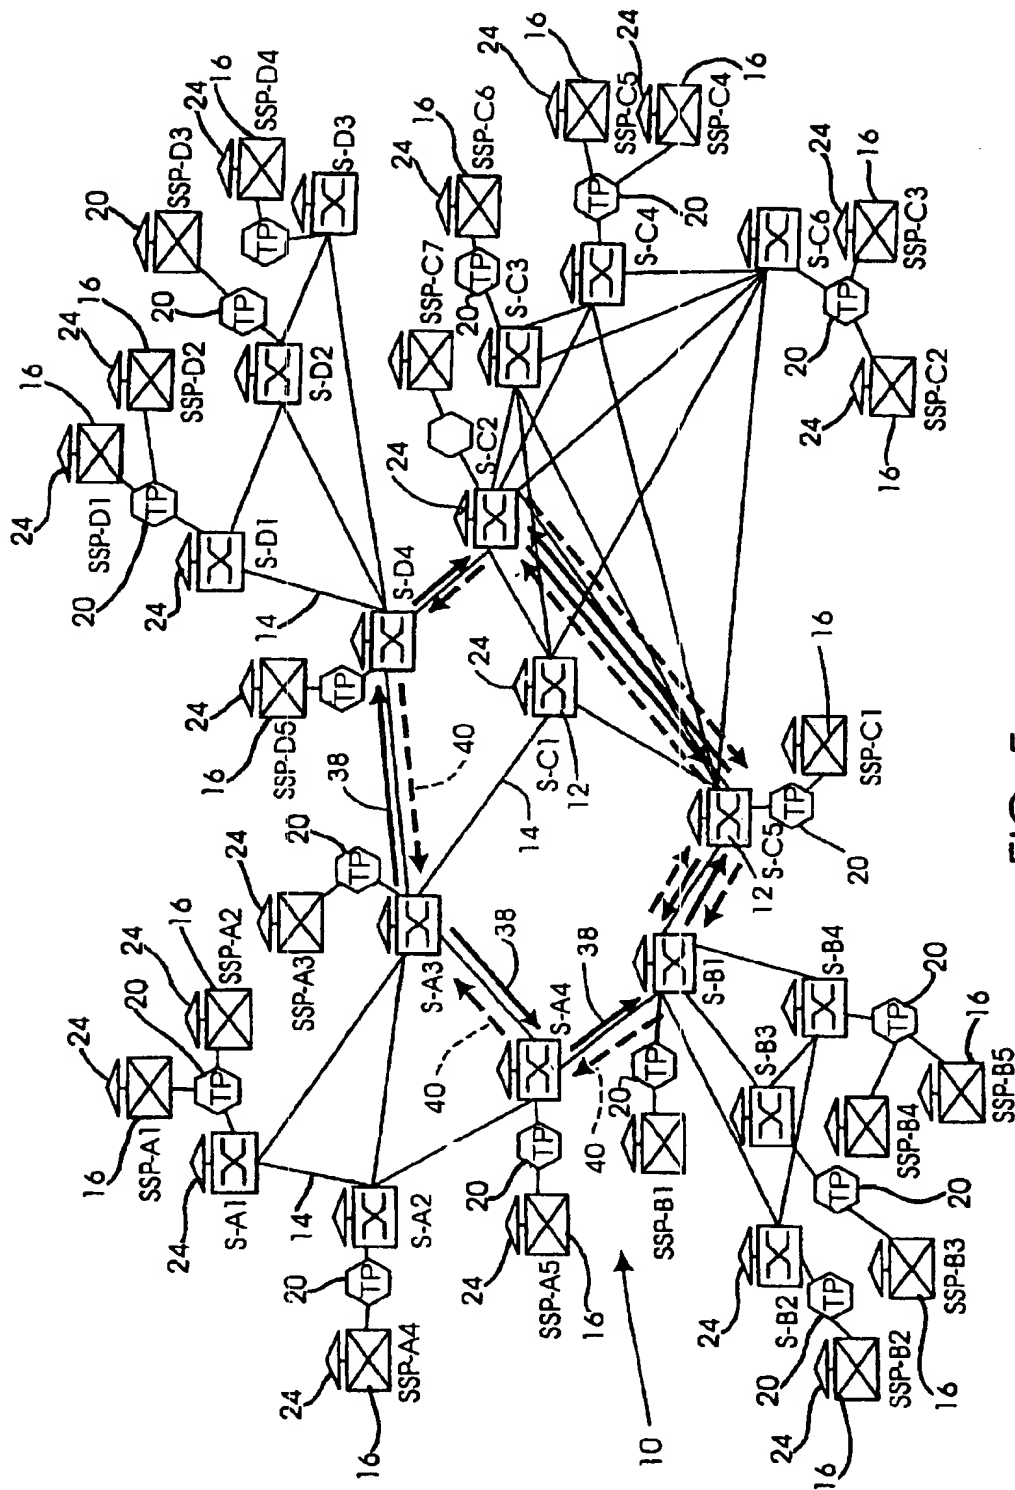 24
16
SSP-A4
20
S-A2
14
24
S-A1
16
SSP-A1
24
20
24
16
SSP-A2
24
SSP-A3
20
S-A3
38
40
16
24
SSP-D5
S-D4
14
24
S-D1
20
24
SSP-D1
16
24
16
SSP-D2
S-D2
20
20
SSP-D3
24
16
SSP-D4
S-D3
TP
TP
TP
TP
TP
TP
TP
24
SSP-A5
16
20
TP
S-A4
40
38
38
40
10
SSP-B1
20
TP
S-B1
24
S-B2
20
TP
24
16
SSP-B2
S-B3
TP
20
SSP-B3
16
S-B4
TP
20
SSP-B4
16
SSP-B5
12
S-C5
TP
20
16
SSP-C1
14
12
S-C1
24
24
S-C2
SSP-C7
S-C3
20
TP
24
16
SSP-C6
S-C4
TP
20
24
16
SSP-C5
24
16
SSP-C4
S-C6
TP
20
24
16
SSP-C2
24
16
SSP-C3